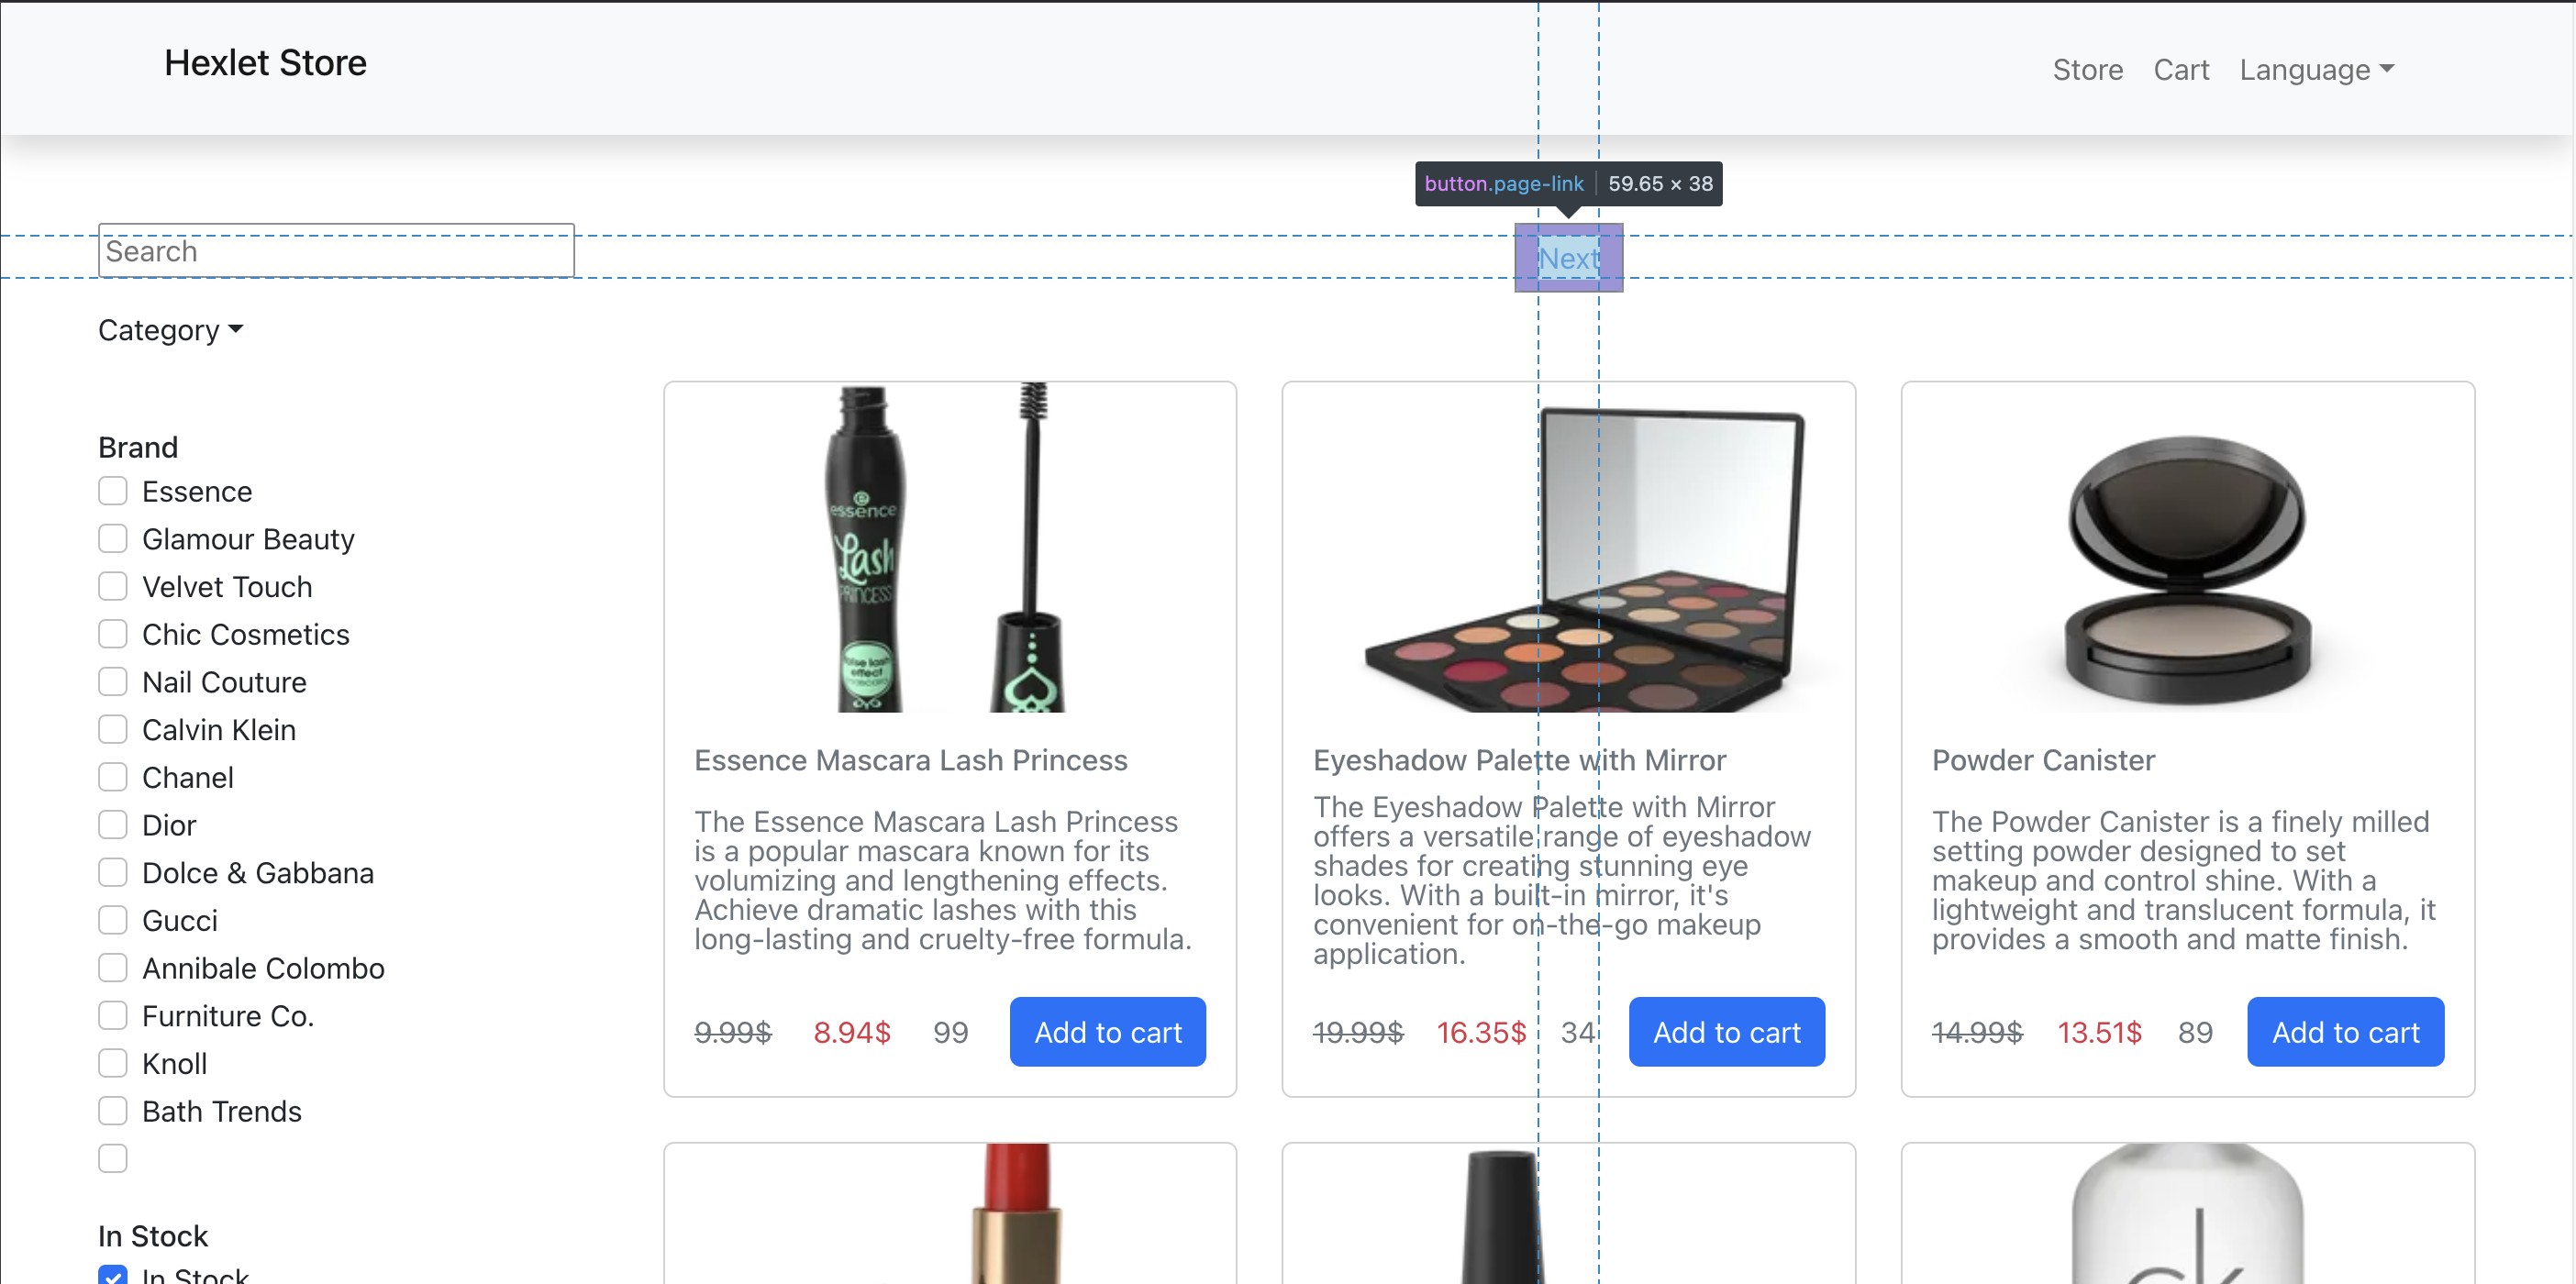 Hexlet Store
Store Cart Language
button.page-link 59.65 × 38
Search
Next
Category
Brand
Essence
Glamour Beauty
Velvet Touch
Chic Cosmetics
Nail Couture
Calvin Klein
Chanel
Dior
Dolce & Gabbana
Gucci
Annibale Colombo
Furniture Co.
Knoll
Bath Trends
In Stock
In Stock
essence
Lash
PRINCESS
false lash
effect
mascara
Essence Mascara Lash Princess
The Essence Mascara Lash Princess
is a popular mascara known for its
volumizing and lengthening effects.
Achieve dramatic lashes with this
long-lasting and cruelty-free formula.
9.99$ 8.94$ 99 Add to cart
Eyeshadow Palette with Mirror
The Eyeshadow Palette with Mirror
offers a versatile range of eyeshadow
shades for creating stunning eye
looks. With a built-in mirror, it's
convenient for on-the-go makeup
application.
19.99$ 16.35$ 34 Add to cart
Powder Canister
The Powder Canister is a finely milled
setting powder designed to set
makeup and control shine. With a
lightweight and translucent formula, it
provides a smooth and matte finish.
14.99$ 13.51$ 89 Add to cart
ck